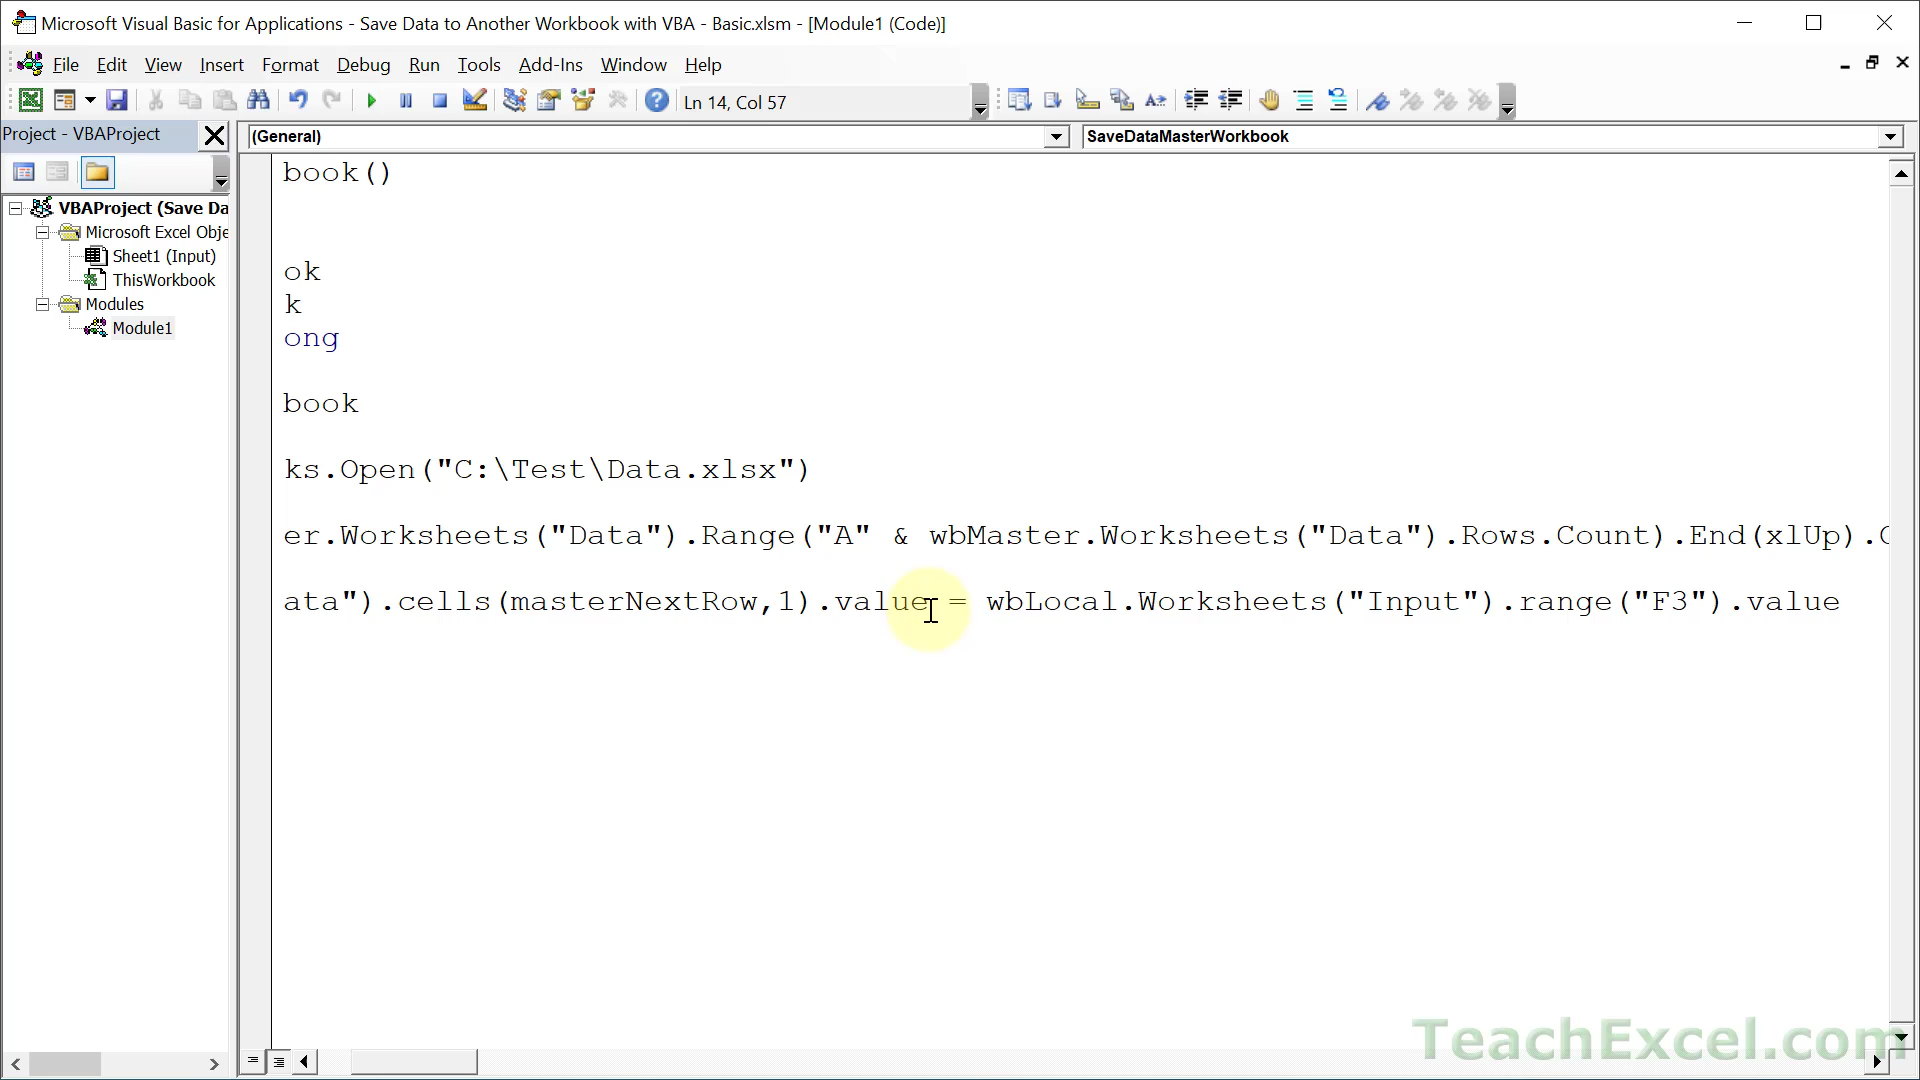 Microsoft Visual Basic for Applications - Save Data to Another Workbook with VBA - Basic.xlsm - [Module1 (Code)]
File Edit View Insert Format Debug Run Tools Add-Ins Window Help
Ln 14, Col 57
Project - VBAProject
(General)
SaveDataMasterWorkbook
VBAProject (Save Da
Microsoft Excel Obje
Sheet1 (Input)
ThisWorkbook
Modules
Module1
book()
ok
k
ong
book
ks.Open("C:\Test\Data.xlsx")
er.Worksheets("Data").Range("A" & wbMaster.Worksheets("Data").Rows.Count).End(xlUp).
ata").cells(masterNextRow,1).value = wbLocal.Worksheets("Input").range("F3").value
TeachExcel.com